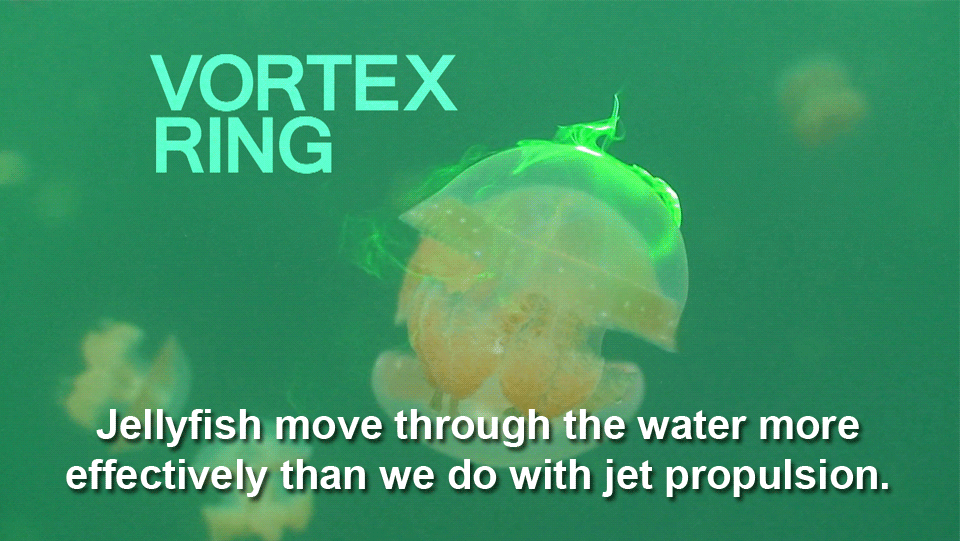 VORTEX
RING
Jellyfish move through the water more
effectively than we do with jet propulsion.